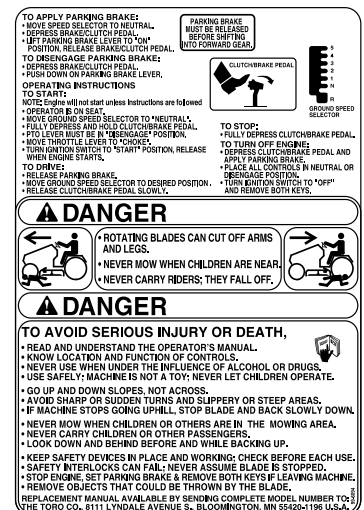 TO APPLY PARKING BRAKE:
• MOVE SPEED SELECTOR TO NEUTRAL.
• DEPRESS BRAKE/CLUTCH PEDAL.
• LIFT PARKING BRAKE LEVER TO "ON"
POSITION, RELEASE BRAKE/CLUTCH PEDAL.
TO DISENGAGE PARKING BRAKE:
• DEPRESS BRAKE/CLUTCH PEDAL.
• PUSH DOWN ON PARKING BRAKE LEVER.
OPERATING INSTRUCTIONS
TO START:
NOTE: Engine will not start unless Instructions are followed
• OPERATOR IS ON SEAT.
• MOVE GROUND SPEED SELECTOR TO "NEUTRAL".
• FULLY DEPRESS AND HOLD CLUTCH/BRAKE PEDAL.
• PTO LEVER MUST BE IN "DISENGAGE" POSITION.
• MOVE THROTTLE LEVER TO "CHOKE".
• TURN IGNITION SWITCH TO "START" POSITION, RELEASE
WHEN ENGINE STARTS.
TO DRIVE:
• RELEASE PARKING BRAKE.
• MOVE GROUND SPEED SELECTOR TO DESIRED POSITION.
• RELEASE CLUTCH/BRAKE PEDAL SLOWLY.
PARKING BRAKE
MUST BE RELEASED
BEFORE SHIFTING
INTO FORWARD GEAR.
CLUTCH/BRAKE PEDAL
5
4
3
2
1
N
R
GROUND SPEED
SELECTOR
TO STOP:
• FULLY DEPRESS CLUTCH/BRAKE PEDAL.
TO TURN OFF ENGINE:
• DEPRESS CLUTCH/BRAKE PEDAL AND
APPLY PARKING BRAKE.
• PLACE ALL CONTROLS IN NEUTRAL OR
DISENGAGE POSITION.
• TURN IGNITION SWITCH TO "OFF"
AND REMOVE BOTH KEYS.
DANGER
• ROTATING BLADES CAN CUT OFF ARMS
AND LEGS.
• NEVER MOW WHEN CHILDREN ARE NEAR.
• NEVER CARRY RIDERS; THEY FALL OFF.
DANGER
TO AVOID SERIOUS INJURY OR DEATH,
• READ AND UNDERSTAND THE OPERATOR'S MANUAL.
• KNOW LOCATION AND FUNCTION OF CONTROLS.
• NEVER USE WHEN UNDER THE INFLUENCE OF ALCOHOL OR DRUGS.
• USE SAFELY; MACHINE IS NOT A TOY; NEVER LET CHILDREN OPERATE.
• GO UP AND DOWN SLOPES, NOT ACROSS.
• AVOID SHARP OR SUDDEN TURNS AND SLIPPERY OR STEEP AREAS.
• IF MACHINE STOPS GOING UPHILL, STOP BLADE AND BACK SLOWLY DOWN.
• NEVER MOW WHEN CHILDREN OR OTHERS ARE IN THE MOWING AREA.
• NEVER CARRY CHILDREN OR OTHER PASSENGERS.
• LOOK DOWN AND BEHIND BEFORE AND WHILE BACKING UP.
• KEEP SAFETY DEVICES IN PLACE AND WORKING; CHECK BEFORE EACH USE.
• SAFETY INTERLOCKS CAN FAIL; NEVER ASSUME BLADE IS STOPPED.
• STOP ENGINE, SET PARKING BRAKE & REMOVE BOTH KEYS IF LEAVING MACHINE.
• REMOVE OBJECTS THAT COULD BE THROWN BY THE BLADE.
REPLACEMENT MANUAL AVAILABLE BY SENDING COMPLETE MODEL NUMBER TO:
THE TORO CO., 8111 LYNDALE AVENUE S., BLOOMINGTON, MN 55420-1196 U.S.A.